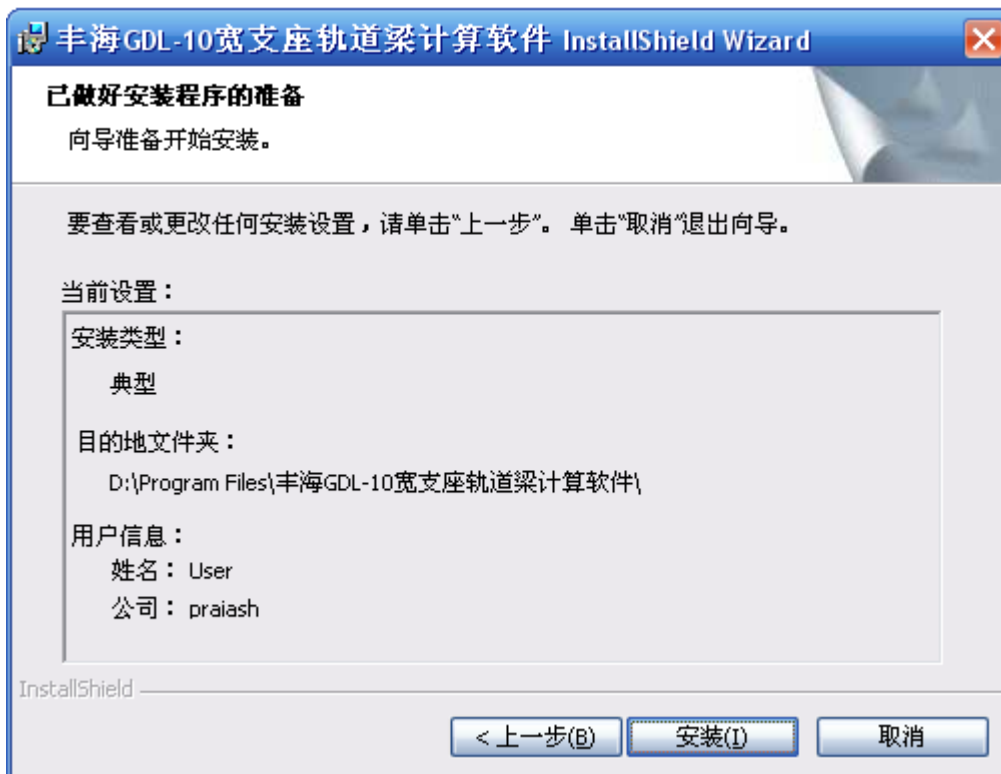 丰海GDL-10宽支座轨道梁计算软件 InstallShield Wizard
已做好安装程序的准备
向导准备开始安装。
要查看或更改任何安装设置，请单击“上一步”。 单击“取消”退出向导。
当前设置：
安装类型：
典型
目的地文件夹：
D:\Program Files\丰海GDL-10宽支座轨道梁计算软件\
用户信息：
姓名： User
公司： praiash
InstallShield
< 上一步(B)
安装(I)
取消